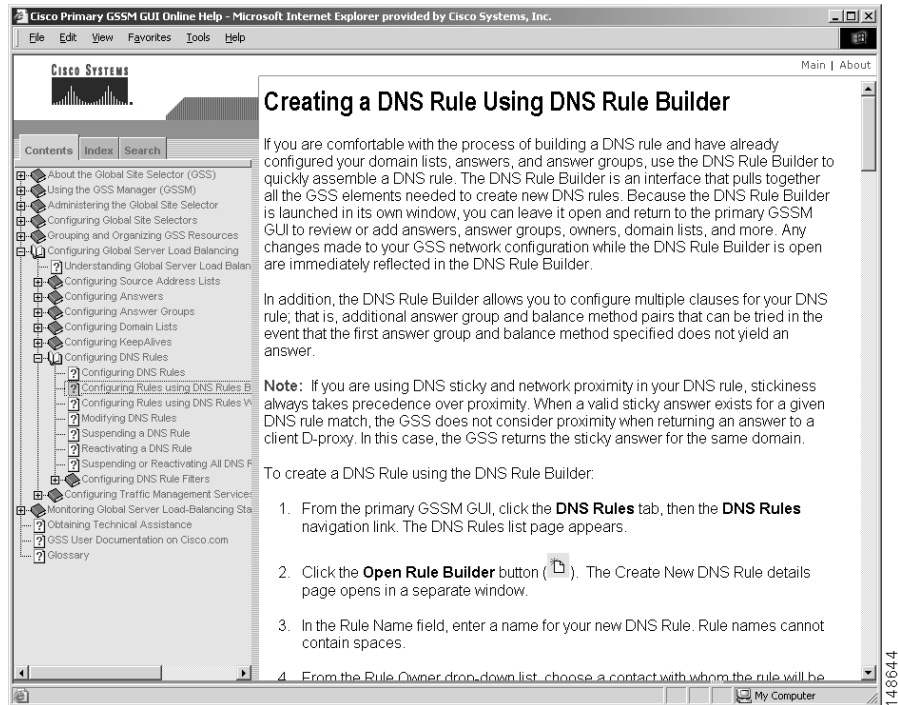 Cisco Primary GSSM GUI Online Help - Microsoft Internet Explorer provided by Cisco Systems, Inc.
File Edit View Favorites Tools Help
CISCO SYSTEMS
Main | About
Contents Index Search
About the Global Site Selector (GSS)
Using the GSS Manager (GSSM)
Administering the Global Site Selector
Configuring Global Site Selectors
Grouping and Organizing GSS Resources
Configuring Global Server Load Balancing
Understanding Global Server Load Balan
Configuring Source Address Lists
Configuring Answers
Configuring Answer Groups
Configuring Domain Lists
Configuring KeepAlives
Configuring DNS Rules
Configuring DNS Rules
Configuring Rules using DNS Rules B
Configuring Rules using DNS Rules W
Modifying DNS Rules
Suspending a DNS Rule
Reactivating a DNS Rule
Suspending or Reactivating All DNS R
Configuring DNS Rule Filters
Configuring Traffic Management Services
Monitoring Global Server Load-Balancing Sta
Obtaining Technical Assistance
GSS User Documentation on Cisco.com
Glossary
Creating a DNS Rule Using DNS Rule Builder
If you are comfortable with the process of building a DNS rule and have already
configured your domain lists, answers, and answer groups, use the DNS Rule Builder to
quickly assemble a DNS rule. The DNS Rule Builder is an interface that pulls together
all the GSS elements needed to create new DNS rules. Because the DNS Rule Builder
is launched in its own window, you can leave it open and return to the primary GSSM
GUI to review or add answers, answer groups, owners, domain lists, and more. Any
changes made to your GSS network configuration while the DNS Rule Builder is open
are immediately reflected in the DNS Rule Builder.
In addition, the DNS Rule Builder allows you to configure multiple clauses for your DNS
rule; that is, additional answer group and balance method pairs that can be tried in the
event that the first answer group and balance method specified does not yield an
answer.
Note: If you are using DNS sticky and network proximity in your DNS rule, stickiness
always takes precedence over proximity. When a valid sticky answer exists for a given
DNS rule match, the GSS does not consider proximity when returning an answer to a
client D-proxy. In this case, the GSS returns the sticky answer for the same domain.
To create a DNS Rule using the DNS Rule Builder:
1. From the primary GSSM GUI, click the DNS Rules tab, then the DNS Rules
navigation link. The DNS Rules list page appears.
2. Click the Open Rule Builder button ( ). The Create New DNS Rule details
page opens in a separate window.
3. In the Rule Name field, enter a name for your new DNS Rule. Rule names cannot
contain spaces.
4. From the Rule Owner drop-down list, choose a contact with whom the rule will be
My Computer
148644